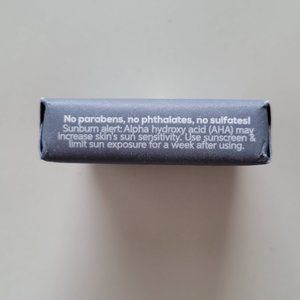 No parabens, no phthalates, no sulfates!
Sunburn alert: Alpha hydroxy acid (AHA) may
increase skin's sun sensitivity. Use sunscreen &
limit sun exposure for a week after using.